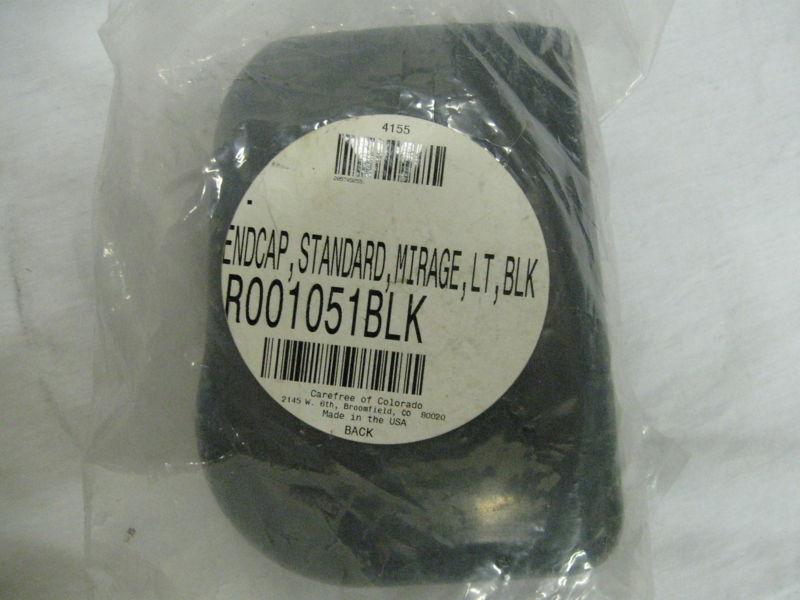 4155
-
ENDCAP,STANDARD,MIRAGE,LT,BLK
R001051BLK
Carefree of Colorado
2145 W. 6th, Broomfield, CO 80020
Made in the USA
BACK